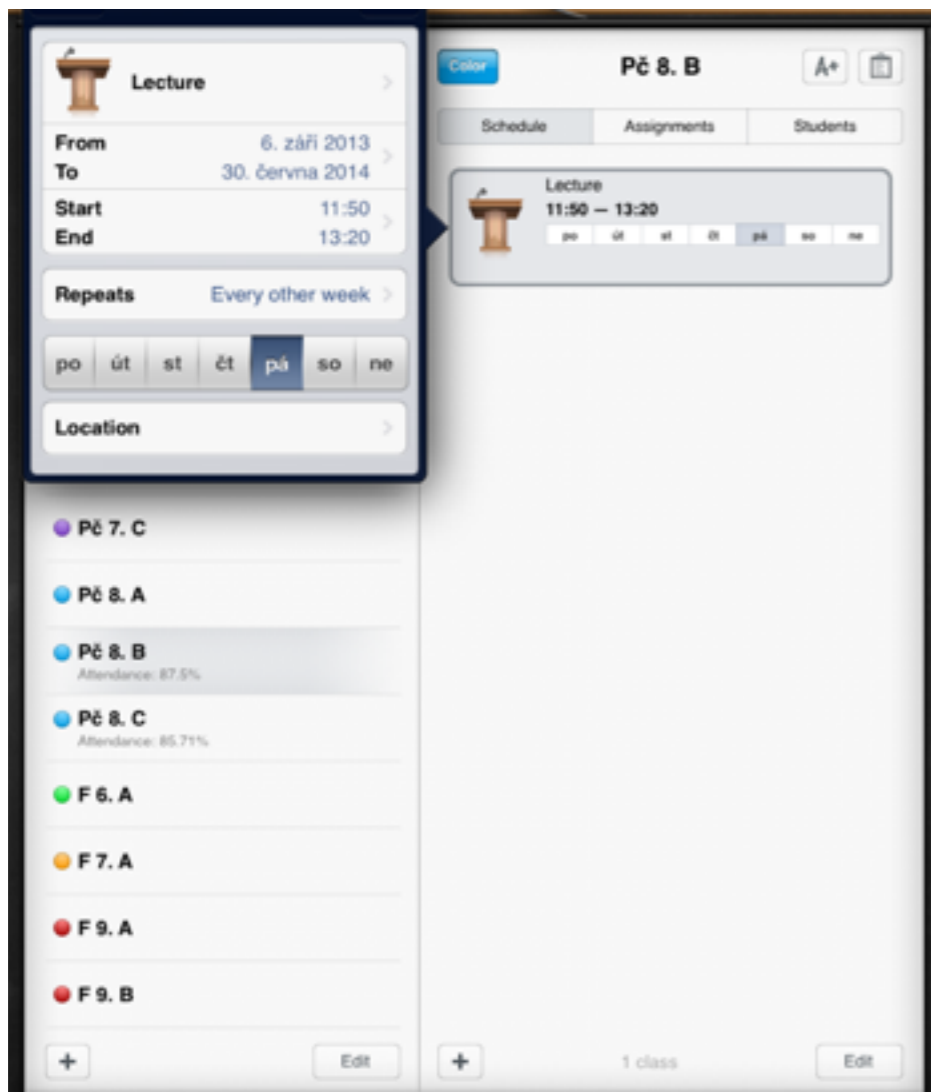 Lecture
From 6. září 2013
To 30. června 2014
Start 11:50
End 13:20
Repeats Every other week
po út st čt pá so ne
Location
Pč 7. C
Pč 8. A
Pč 8. B
Attendance: 87.5%
Pč 8. C
Attendance: 85.71%
F 6. A
F 7. A
F 9. A
F 9. B
+ Edit
Color Pč 8. B A+
Schedule Assignments Students
Lecture
11:50 — 13:20
po út st čt pá so ne
+ 1 class Edit